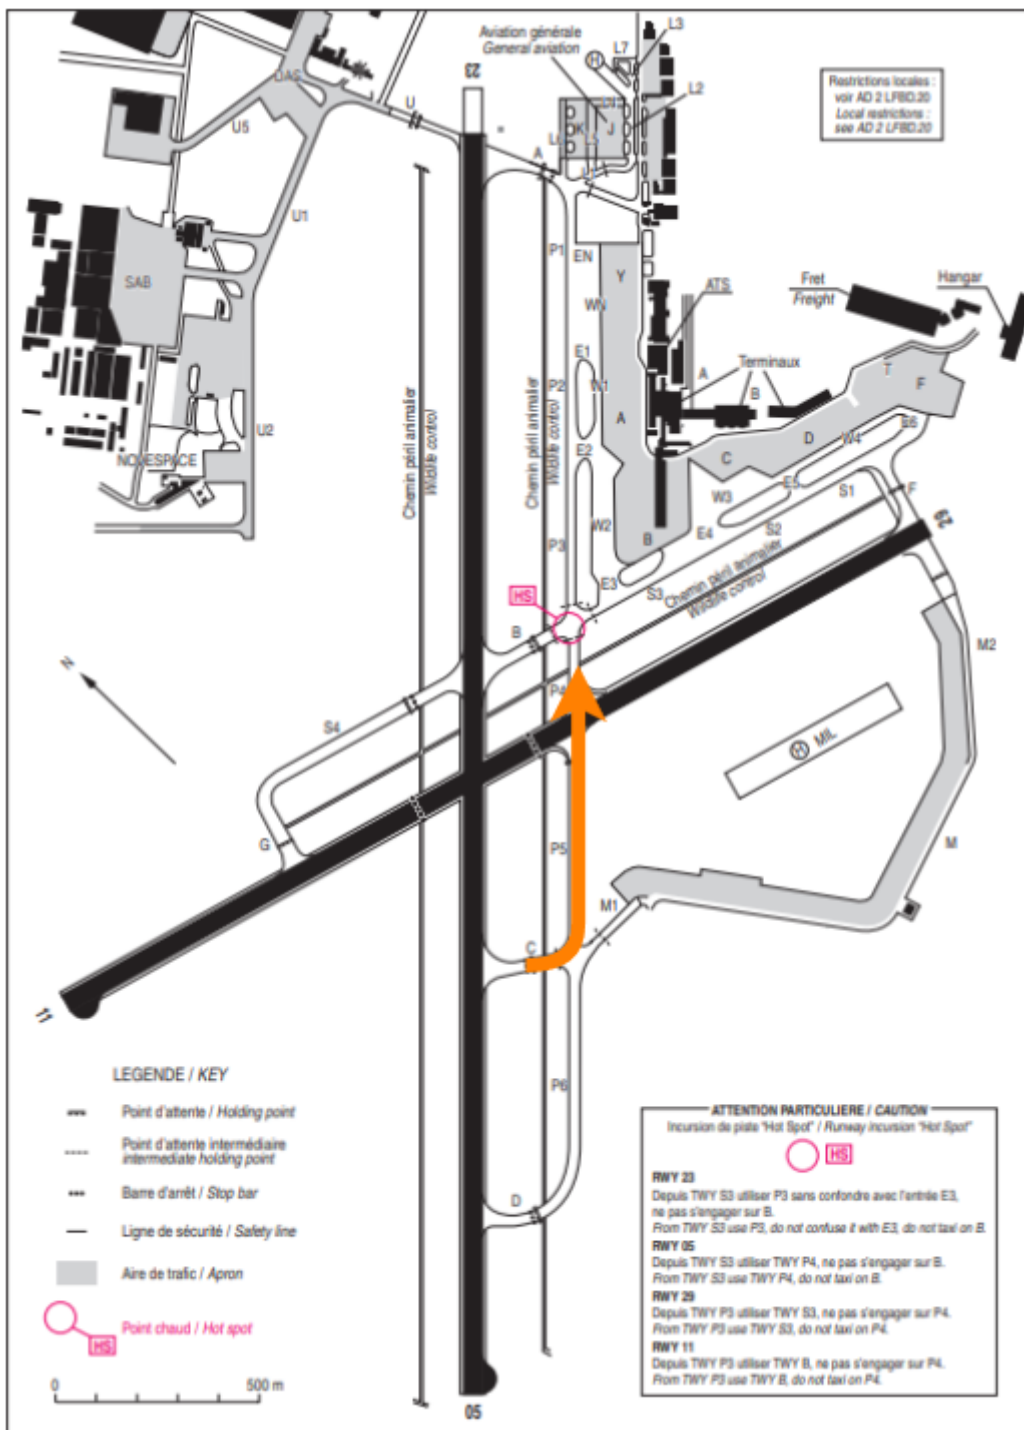 Aviation générale
General aviation
L7
L3
H
L2
Restrictions locales :
voir AD 2 LFBD.20
Local restrictions :
see AD 2 LFBD.20
23
DAS
U
U5
K
L5
J
A
U1
P1
EN
Y
SAB
WN
ATS
Fret
Freight
Hangar
E1
Terminaux
A
B
T
F
P2
W1
A
Chemin péril animalier
Wildlife control
Chemin péril animalier
Wildlife control
U2
E2
D
W4
E6
C
NOVESPACE
W3
E5
S1
F
29
P3
W2
B
E4
S2
E3
S3
Chemin péril animalier
Wildlife control
HS
B
M2
N
P4
S4
H MIL
G
P5
M
M1
C
11
P6
D
05
LEGENDE / KEY
Point d'attente / Holding point
Point d'attente intermédiaire
intermediate holding point
Barre d'arrêt / Stop bar
Ligne de sécurité / Safety line
Aire de trafic / Apron
Point chaud / Hot spot
HS
0 500 m
ATTENTION PARTICULIERE / CAUTION
Incursion de piste "Hot Spot" / Runway incursion "Hot Spot"
HS
RWY 23
Depuis TWY S3 utiliser P3 sans confondre avec l'entrée E3,
ne pas s'engager sur B.
From TWY S3 use P3, do not confuse it with E3, do not taxi on B.
RWY 05
Depuis TWY S3 utiliser TWY P4, ne pas s'engager sur B.
From TWY S3 use TWY P4, do not taxi on B.
RWY 29
Depuis TWY P3 utiliser TWY S3, ne pas s'engager sur P4.
From TWY P3 use TWY S3, do not taxi on P4.
RWY 11
Depuis TWY P3 utiliser TWY B, ne pas s'engager sur P4.
From TWY P3 use TWY B, do not taxi on P4.